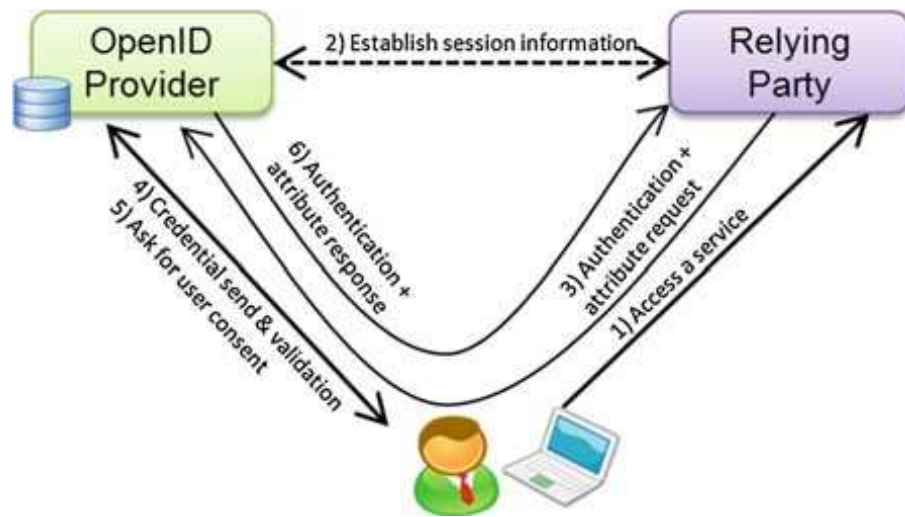 OpenID
Provider
2) Establish session information
Relying
Party
6) Authentication +
attribute response
3) Authentication +
attribute request
1) Access a service
4) Credential send & validation
5) Ask for user consent